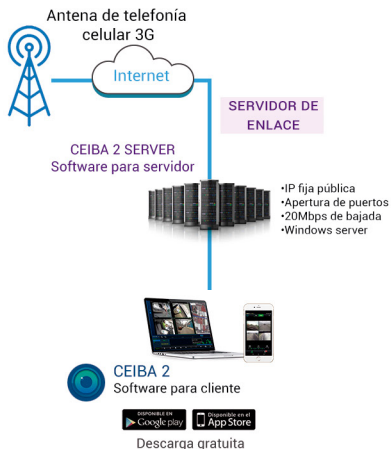 Antena de telefonía
celular 3G
Internet
SERVIDOR DE
ENLACE
CEIBA 2 SERVER
Software para servidor
•IP fija pública
•Apertura de puertos
•20Mbps de bajada
•Windows server
CEIBA 2
Software para cliente
DISPONIBLE EN
Google play
Disponible en el
App Store
Descarga gratuita